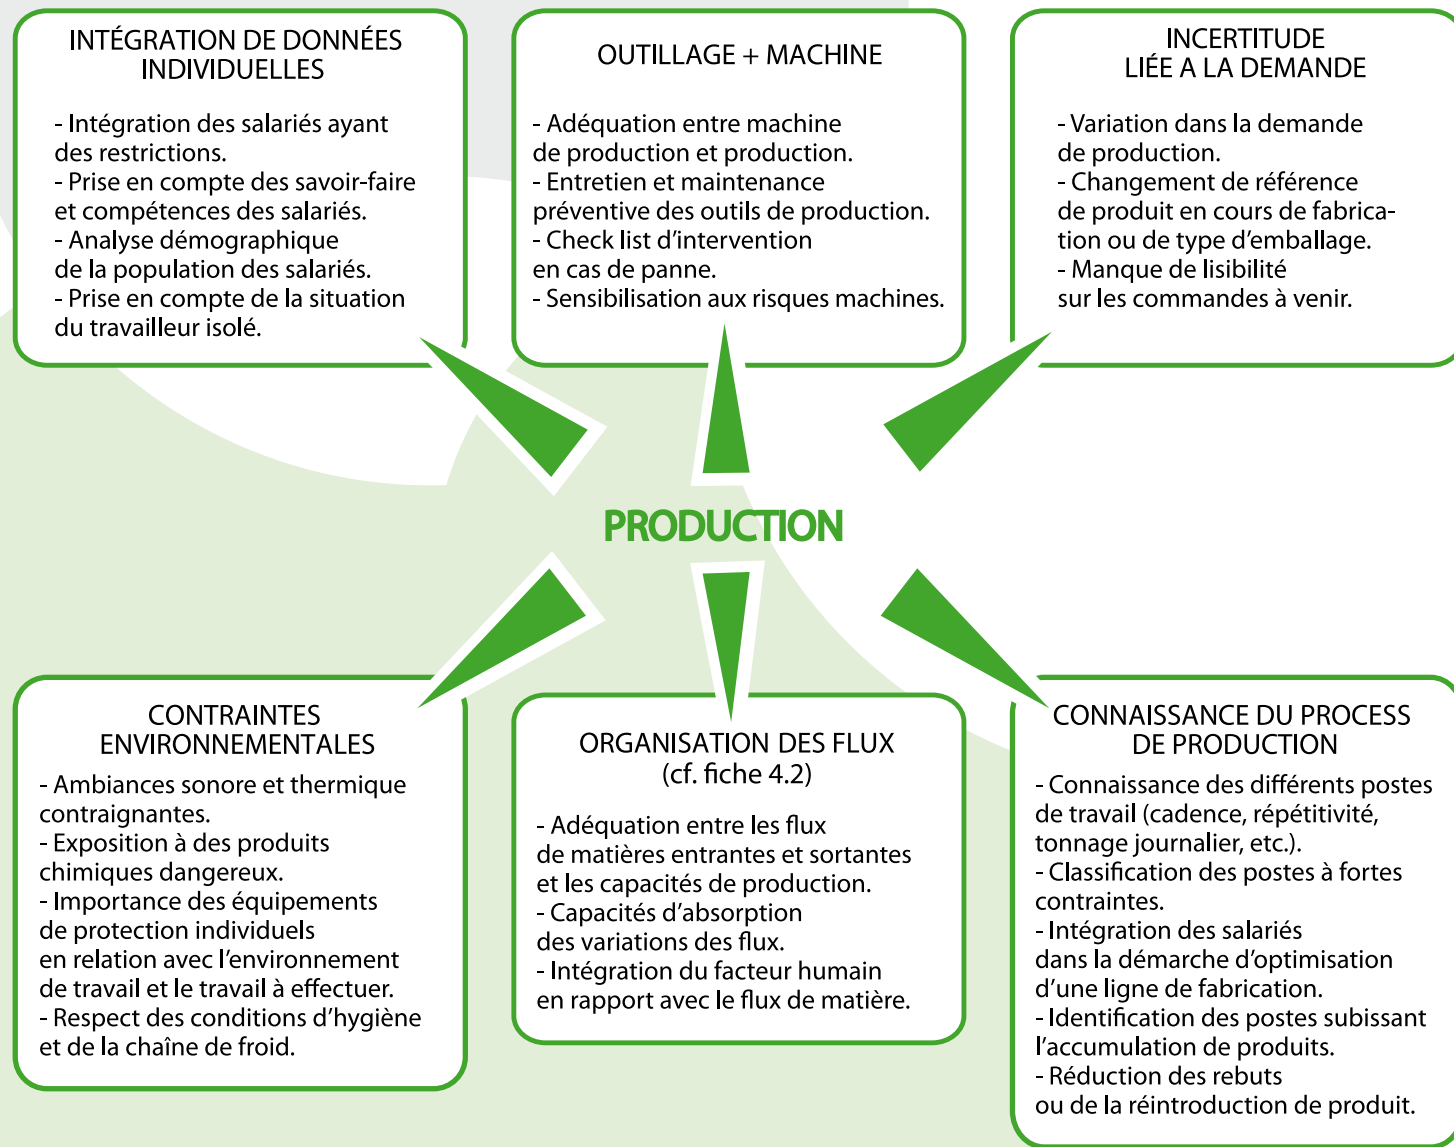 INTÉGRATION DE DONNÉES
INDIVIDUELLES
- Intégration des salariés ayant
des restrictions.
- Prise en compte des savoir-faire
et compétences des salariés.
- Analyse démographique
de la population des salariés.
- Prise en compte de la situation
du travailleur isolé.
OUTILLAGE + MACHINE
- Adéquation entre machine
de production et production.
- Entretien et maintenance
préventive des outils de production.
- Check list d’intervention
en cas de panne.
- Sensibilisation aux risques machines.
INCERTITUDE
LIÉE A LA DEMANDE
- Variation dans la demande
de production.
- Changement de référence
de produit en cours de fabrica-
tion ou de type d’emballage.
- Manque de lisibilité
sur les commandes à venir.
PRODUCTION
CONTRAINTES
ENVIRONNEMENTALES
- Ambiances sonore et thermique
contraignantes.
- Exposition à des produits
chimiques dangereux.
- Importance des équipements
de protection individuels
en relation avec l’environnement
de travail et le travail à effectuer.
- Respect des conditions d’hygiène
et de la chaîne de froid.
ORGANISATION DES FLUX
(cf. fiche 4.2)
- Adéquation entre les flux
de matières entrantes et sortantes
et les capacités de production.
- Capacités d’absorption
des variations des flux.
- Intégration du facteur humain
en rapport avec le flux de matière.
CONNAISSANCE DU PROCESS
DE PRODUCTION
- Connaissance des différents postes
de travail (cadence, répétitivité,
tonnage journalier, etc.).
- Classification des postes à fortes
contraintes.
- Intégration des salariés
dans la démarche d’optimisation
d’une ligne de fabrication.
- Identification des postes subissant
l’accumulation de produits.
- Réduction des rebuts
ou de la réintroduction de produit.